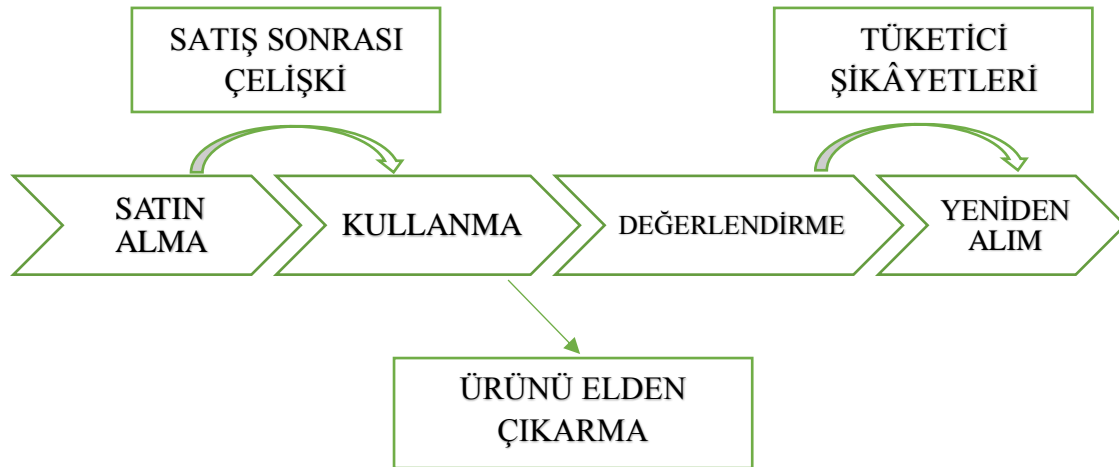 SATIŞ SONRASI
ÇELİŞKİ
TÜKETİCİ
ŞİKÂYETLERİ
SATIN
ALMA
KULLANMA
DEĞERLENDİRME
YENİDEN
ALIM
ÜRÜNÜ ELDEN
ÇIKARMA